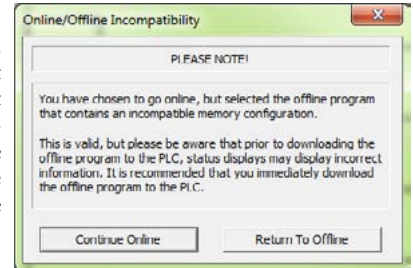 Online/Offline Incompatibility
PLEASE NOTE!
You have chosen to go online, but selected the offline program
that contains an incompatible memory configuration.
This is valid, but please be aware that prior to downloading the
offline program to the PLC, status displays may display incorrect
information. It is recommended that you immediately download
the offline program to the PLC.
Continue Online
Return To Offline